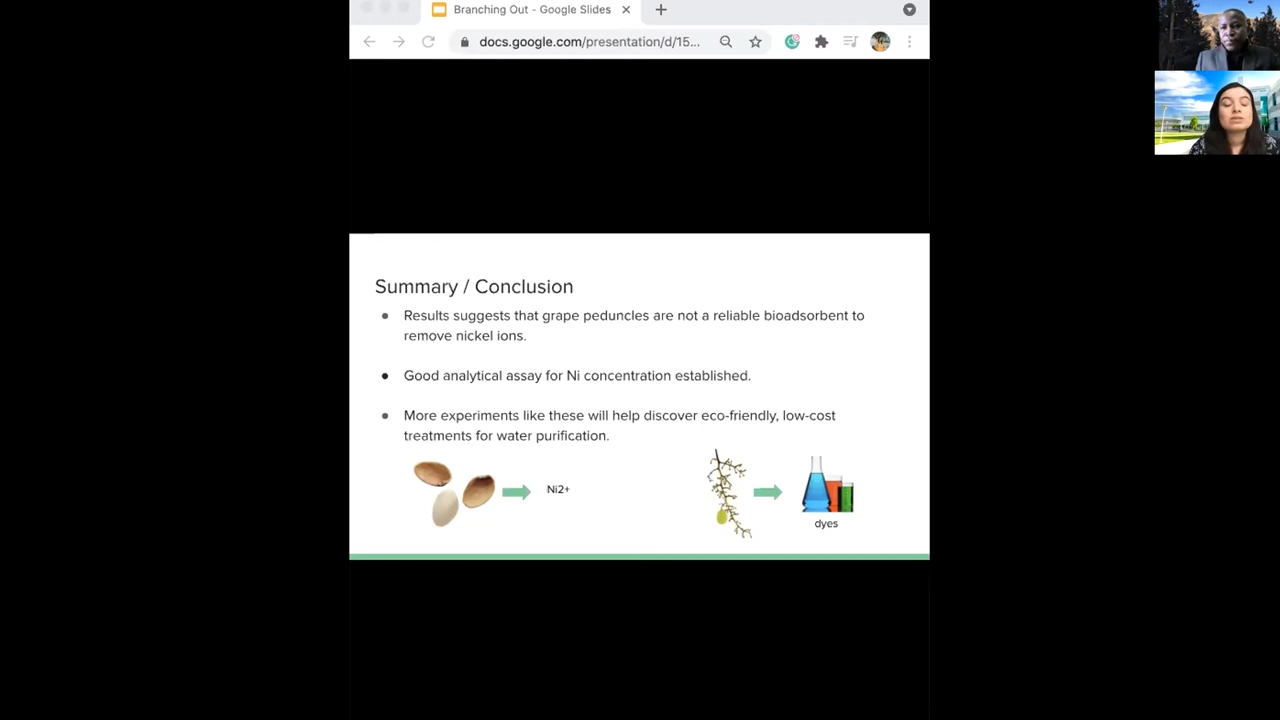 Branching Out - Google Slides
docs.google.com/presentation/d/15...
Summary / Conclusion
Results suggests that grape peduncles are not a reliable bioadsorbent to
remove nickel ions.
Good analytical assay for Ni concentration established.
More experiments like these will help discover eco-friendly, low-cost
treatments for water purification.
Ni2+
dyes